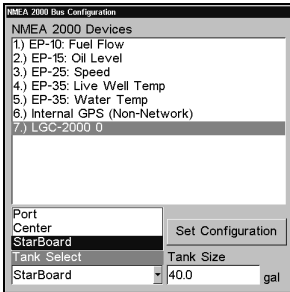 NMEA 2000 Bus Configuration
NMEA 2000 Devices
1.) EP-10: Fuel Flow
2.) EP-15: Oil Level
3.) EP-25: Speed
4.) EP-35: Live Well Temp
5.) EP-35: Water Temp
6.) Internal GPS (Non-Network)
7.) LGC-2000 0
Port
Center
StarBoard
Set Configuration
Tank Select
Tank Size
StarBoard
40.0
gal